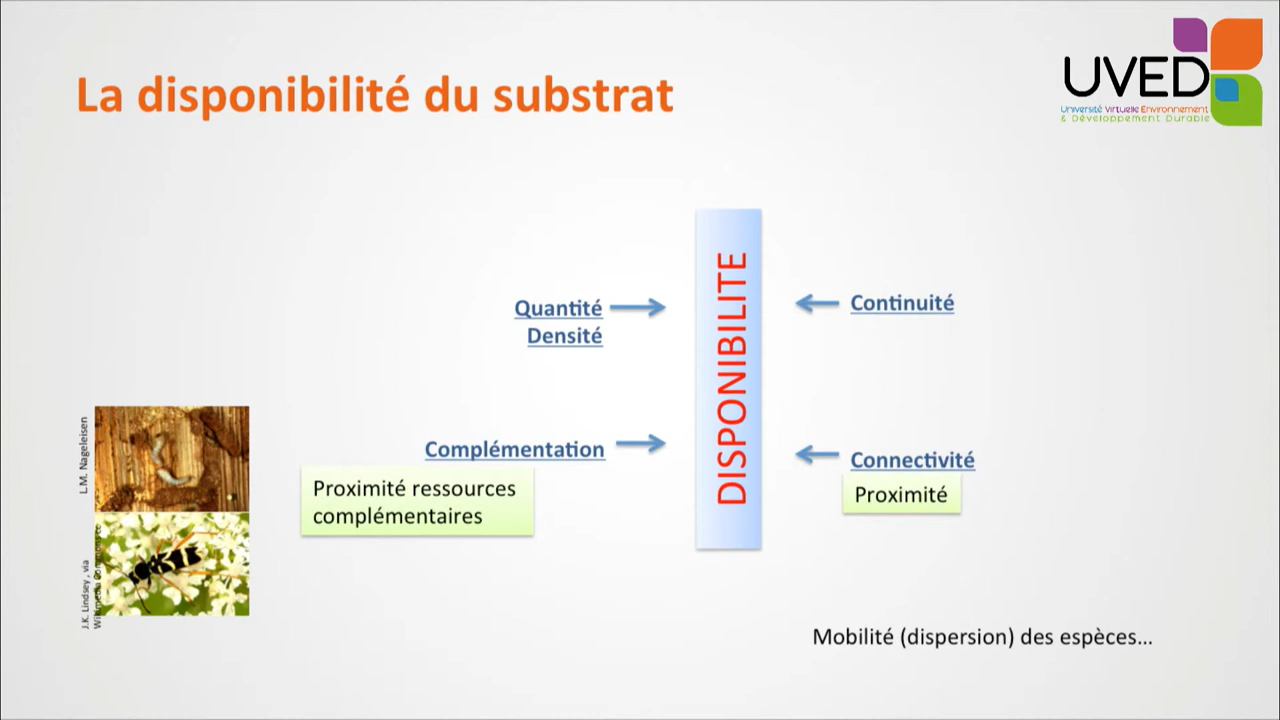 La disponibilité du substrat
UVED
Université Virtuelle Environnement
& Développement Durable
DISPONIBILITE
Quantité
Densité
Continuité
Complémentation
Proximité ressources
complémentaires
Connectivité
Proximité
L.M. Nageleisen
J.K. Lindsey , via
Mobilité (dispersion) des espèces...